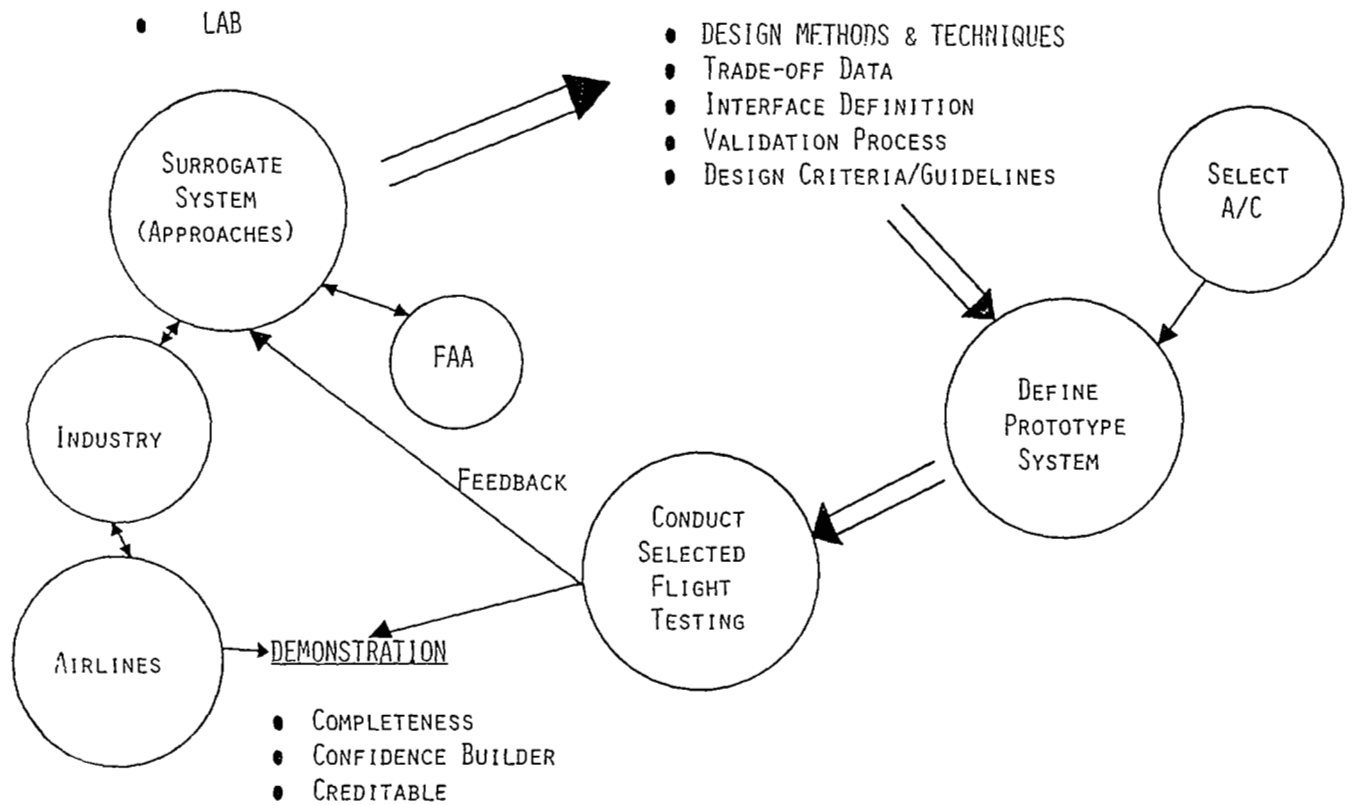 • LAB
• DESIGN METHODS & TECHNIQUES
• TRADE-OFF DATA
• INTERFACE DEFINITION
• VALIDATION PROCESS
• DESIGN CRITERIA/GUIDELINES
SURROGATE
SYSTEM
(APPROACHES)
SELECT
A/C
FAA
DEFINE
PROTOTYPE
SYSTEM
INDUSTRY
FEEDBACK
CONDUCT
SELECTED
FLIGHT
TESTING
AIRLINES
DEMONSTRATION
• COMPLETENESS
• CONFIDENCE BUILDER
• CREDITABLE